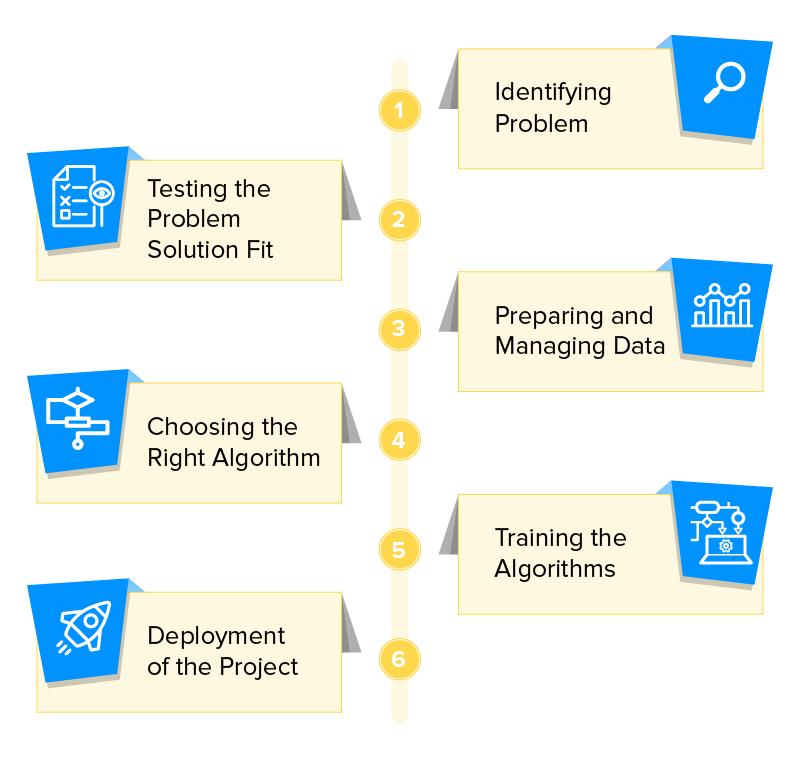 1
Identifying
Problem
2
Testing the
Problem
Solution Fit
3
Preparing and
Managing Data
4
Choosing the
Right Algorithm
5
Training the
Algorithms
6
Deployment
of the Project